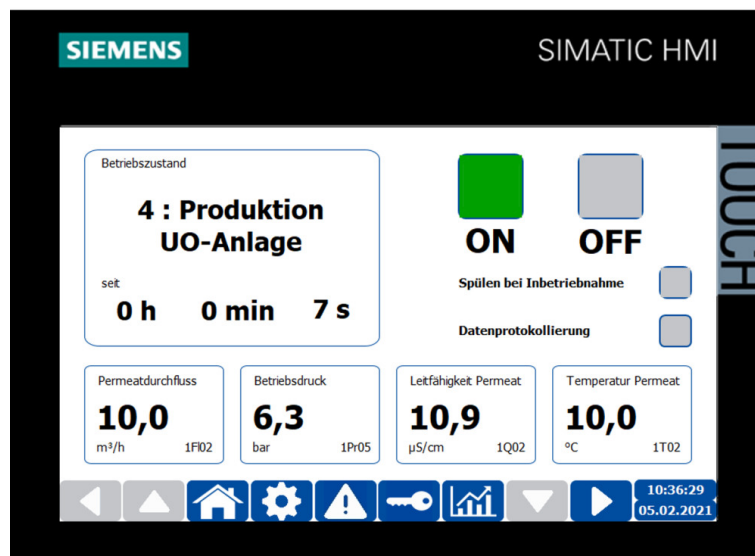 SIEMENS
SIMATIC HMI
TOUCH
Betriebszustand
4 : Produktion
UO-Anlage
seit
0 h 0 min 7 s
ON OFF
Spülen bei Inbetriebnahme
Datenprotokollierung
Permeatdurchfluss
10,0
m³/h 1Fl02
Betriebsdruck
6,3
bar 1Pr05
Leitfähigkeit Permeat
10,9
µS/cm 1Q02
Temperatur Permeat
10,0
°C 1T02
10:36:29
05.02.2021